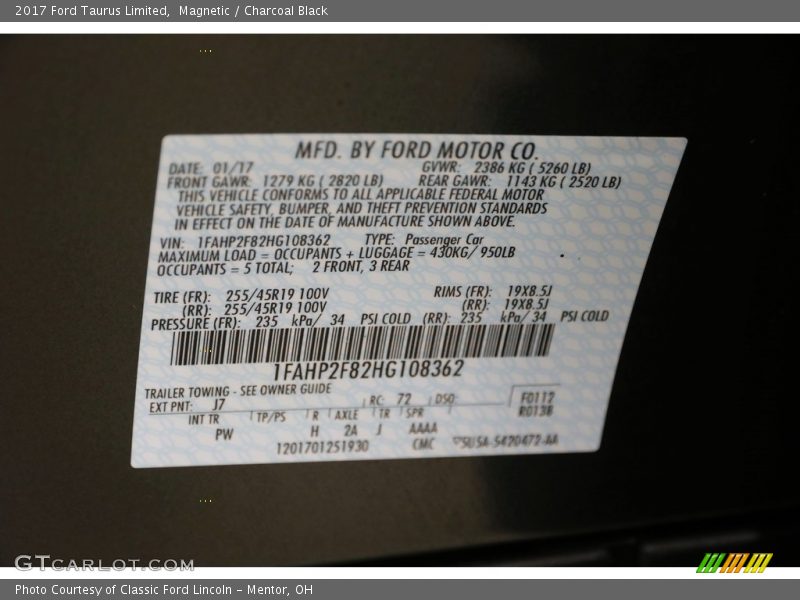 2017 Ford Taurus Limited,  Magnetic / Charcoal Black
MFD. BY FORD MOTOR CO.
DATE: 01/17 GVWR: 2386 KG ( 5260 LB)
FRONT GAWR: 1279 KG ( 2820 LB) REAR GAWR: 1143 KG ( 2520 LB)
THIS VEHICLE CONFORMS TO ALL APPLICABLE FEDERAL MOTOR
VEHICLE SAFETY, BUMPER, AND THEFT PREVENTION STANDARDS
IN EFFECT ON THE DATE OF MANUFACTURE SHOWN ABOVE.
VIN: 1FAHP2F82HG108362 TYPE: Passenger Car
MAXIMUM LOAD = OCCUPANTS + LUGGAGE = 430KG/ 950LB
OCCUPANTS = 5 TOTAL; 2 FRONT, 3 REAR
TIRE (FR): 255/45R19 100V RIMS (FR): 19X8.5J
(RR): 255/45R19 100V (RR): 19X8.5J
PRESSURE (FR): 235 kPa/ 34 PSI COLD (RR): 235 kPa/ 34 PSI COLD
1FAHP2F82HG108362
TRAILER TOWING - SEE OWNER GUIDE
EXT PNT: J7 RC: 72 DSO: F0112
R0138
INT TR TP/PS R AXLE TR SPR
PW H 2A J AAAA
1201701251930 CMC 5U5A-5420472-AA
GTCARLOT.COM
Photo Courtesy of Classic Ford Lincoln – Mentor, OH